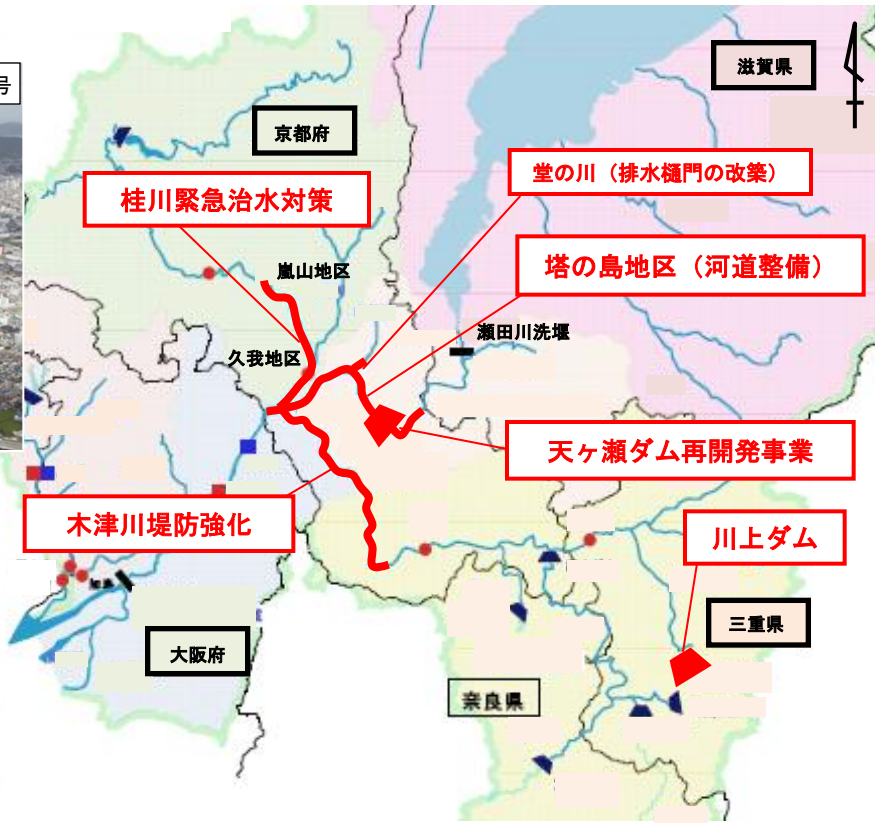 号
滋賀県
京都府
堂の川（排水樋門の改築）
桂川緊急治水対策
塔の島地区（河道整備）
嵐山地区
瀬田川洗堰
久我地区
天ヶ瀬ダム再開発事業
木津川堤防強化
川上ダム
三重県
大阪府
奈良県